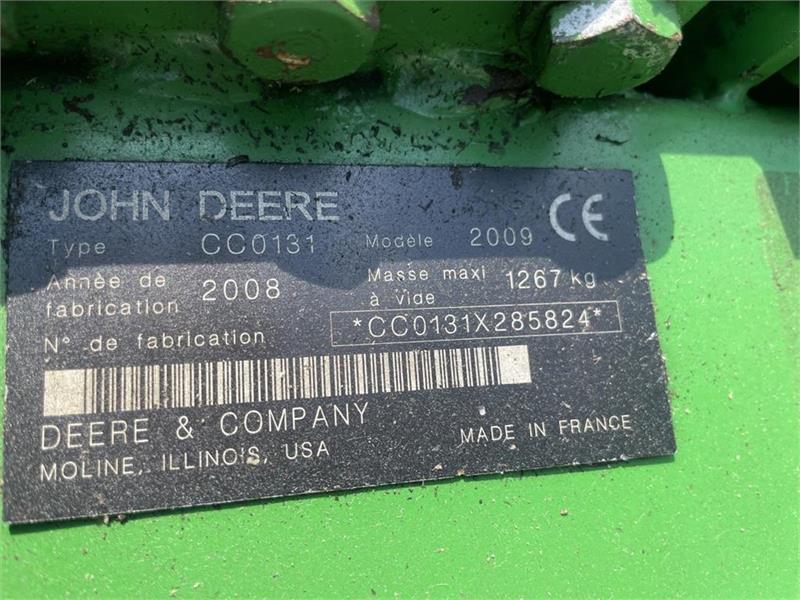 JOHN DEERE CE
Type CC0131 Modèle 2009
Année de fabrication 2008 Masse maxi à vide 1267 kg
N° de fabrication *CC0131X285824*
DEERE & COMPANY
MOLINE, ILLINOIS, USA MADE IN FRANCE